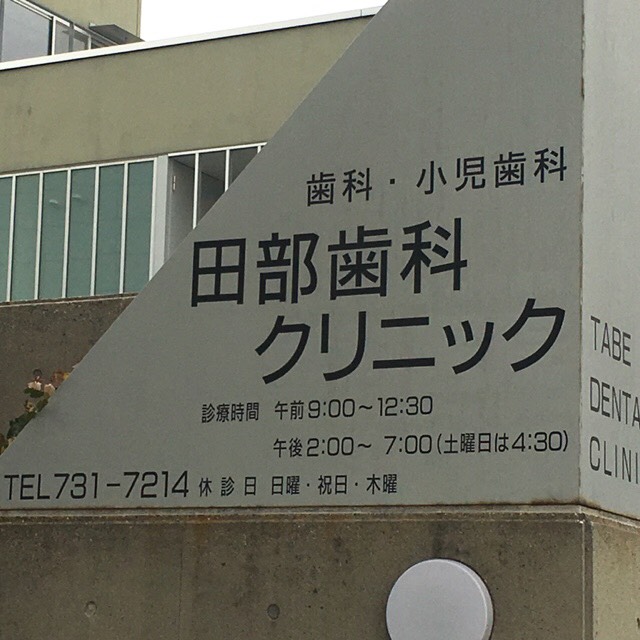 歯科・小児歯科
田部歯科
クリニック
診療時間 午前9:00～12:30
午後2:00～ 7:00(土曜日は4:30)
TEL731-7214 休診日 日曜・祝日・木曜
TABE
DENTA
CLINI